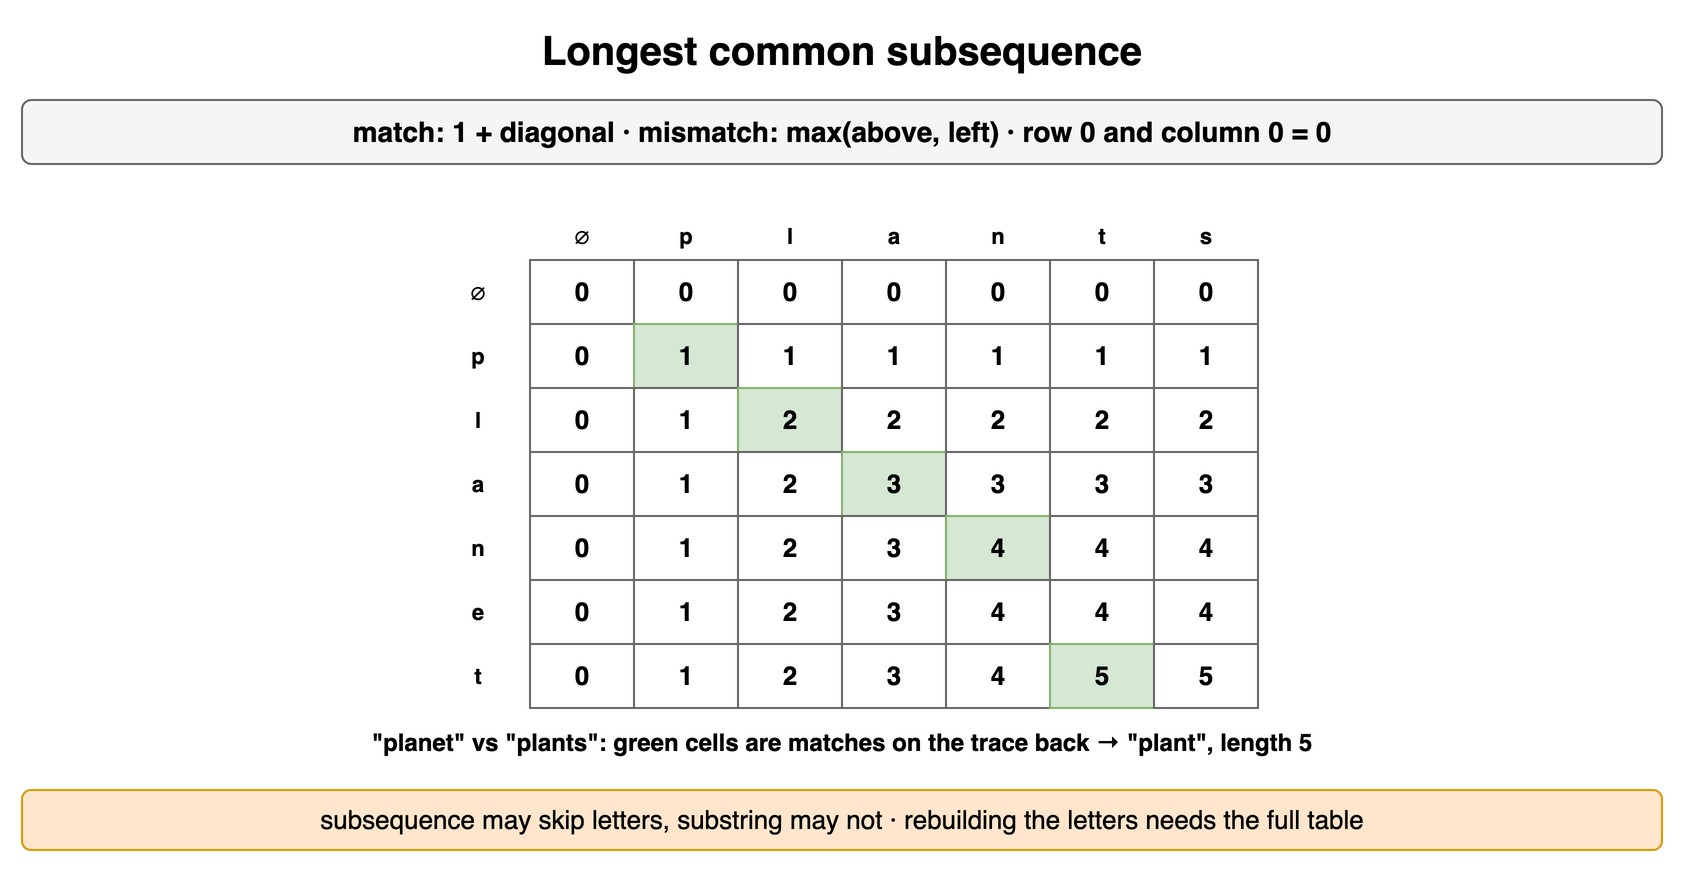 Longest common subsequence
match: 1 + diagonal · mismatch: max(above, left) · row 0 and column 0 = 0
∅ p l a n t s
∅ 0 0 0 0 0 0 0
p 0 1 1 1 1 1 1
l 0 1 2 2 2 2 2
a 0 1 2 3 3 3 3
n 0 1 2 3 4 4 4
e 0 1 2 3 4 4 4
t 0 1 2 3 4 5 5
"planet" vs "plants": green cells are matches on the trace back → "plant", length 5
subsequence may skip letters, substring may not · rebuilding the letters needs the full table